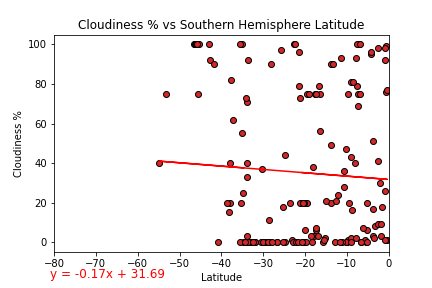 Cloudiness % vs Southern Hemisphere Latitude
100
80
60
40
20
0
Cloudiness %
−80 −70 −60 −50 −40 −30 −20 −10 0
Latitude
y = -0.17x + 31.69